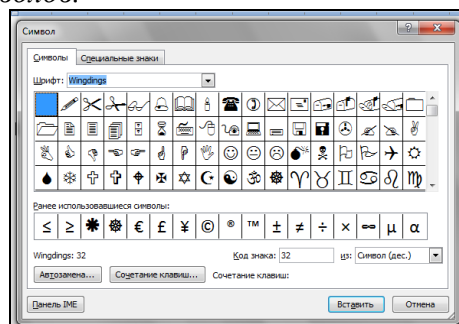 Символ
Символы Специальные знаки
Шрифт: Wingdings
Ранее использовавшиеся символы:
≤ ≥ € £ ¥ © ® ™ ± ≠ ÷ × ∞ µ α
Wingdings: 32 Код знака: 32 из: Символ (дес.)
Автозамена... Сочетание клавиш... Сочетание клавиш:
Панель IME Вставить Отмена